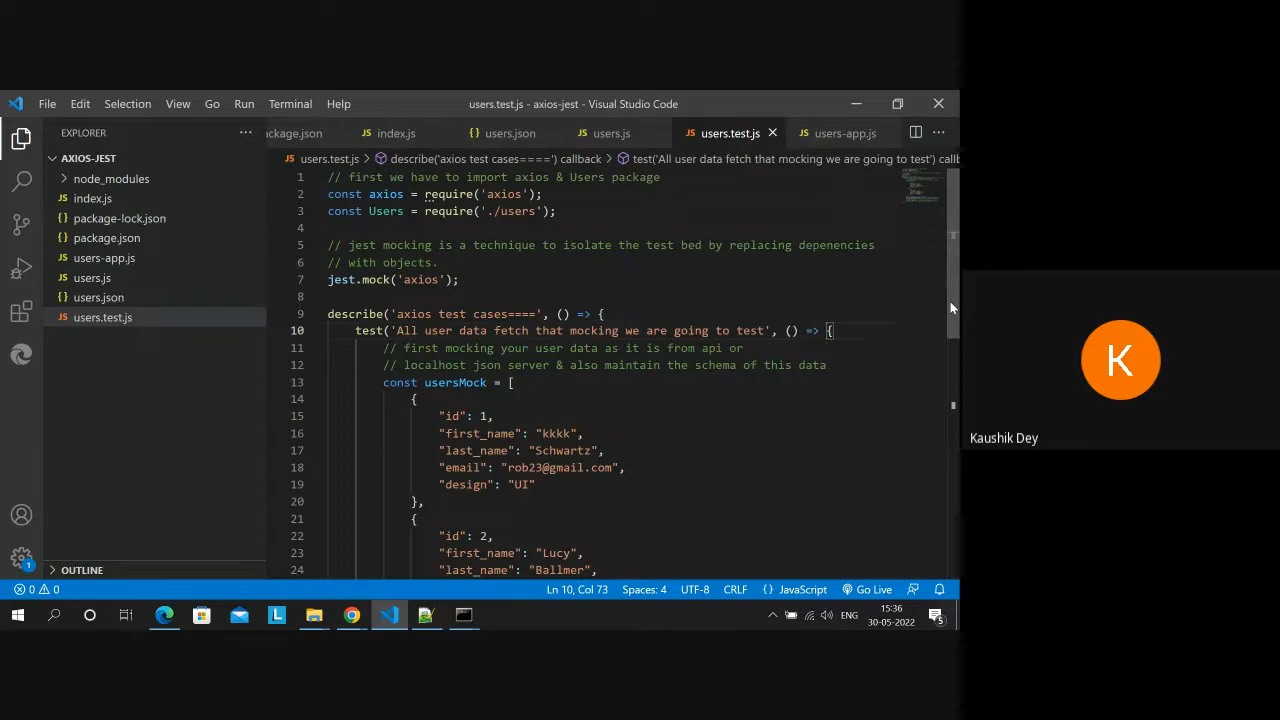 File Edit Selection View Go Run Terminal Help users.test.js - axios-jest - Visual Studio Code
EXPLORER
AXIOS-JEST
node_modules
index.js
package-lock.json
package.json
users-app.js
users.js
users.json
users.test.js
OUTLINE
ackage.json index.js users.json users.js users.test.js users-app.js
users.test.js > describe('axios test cases====') callback > test('All user data fetch that mocking we are going to test') callb
1 // first we have to import axios & Users package
2 const axios = require('axios');
3 const Users = require('./users');
4
5 // jest mocking is a technique to isolate the test bed by replacing depenencies
6 // with objects.
7 jest.mock('axios');
8
9 describe('axios test cases====', () => {
10 test('All user data fetch that mocking we are going to test', () => {
11 // first mocking your user data as it is from api or
12 // localhost json server & also maintain the schema of this data
13 const usersMock = [
14 {
15 "id": 1,
16 "first_name": "kkkk",
17 "last_name": "Schwartz",
18 "email": "rob23@gmail.com",
19 "design": "UI"
20 },
21 {
22 "id": 2,
23 "first_name": "Lucy",
24 "last_name": "Ballmer",
1
0 0 Ln 10, Col 73 Spaces: 4 UTF-8 CRLF {} JavaScript Go Live
L ENG 15:36
30-05-2022 5
K
Kaushik Dey